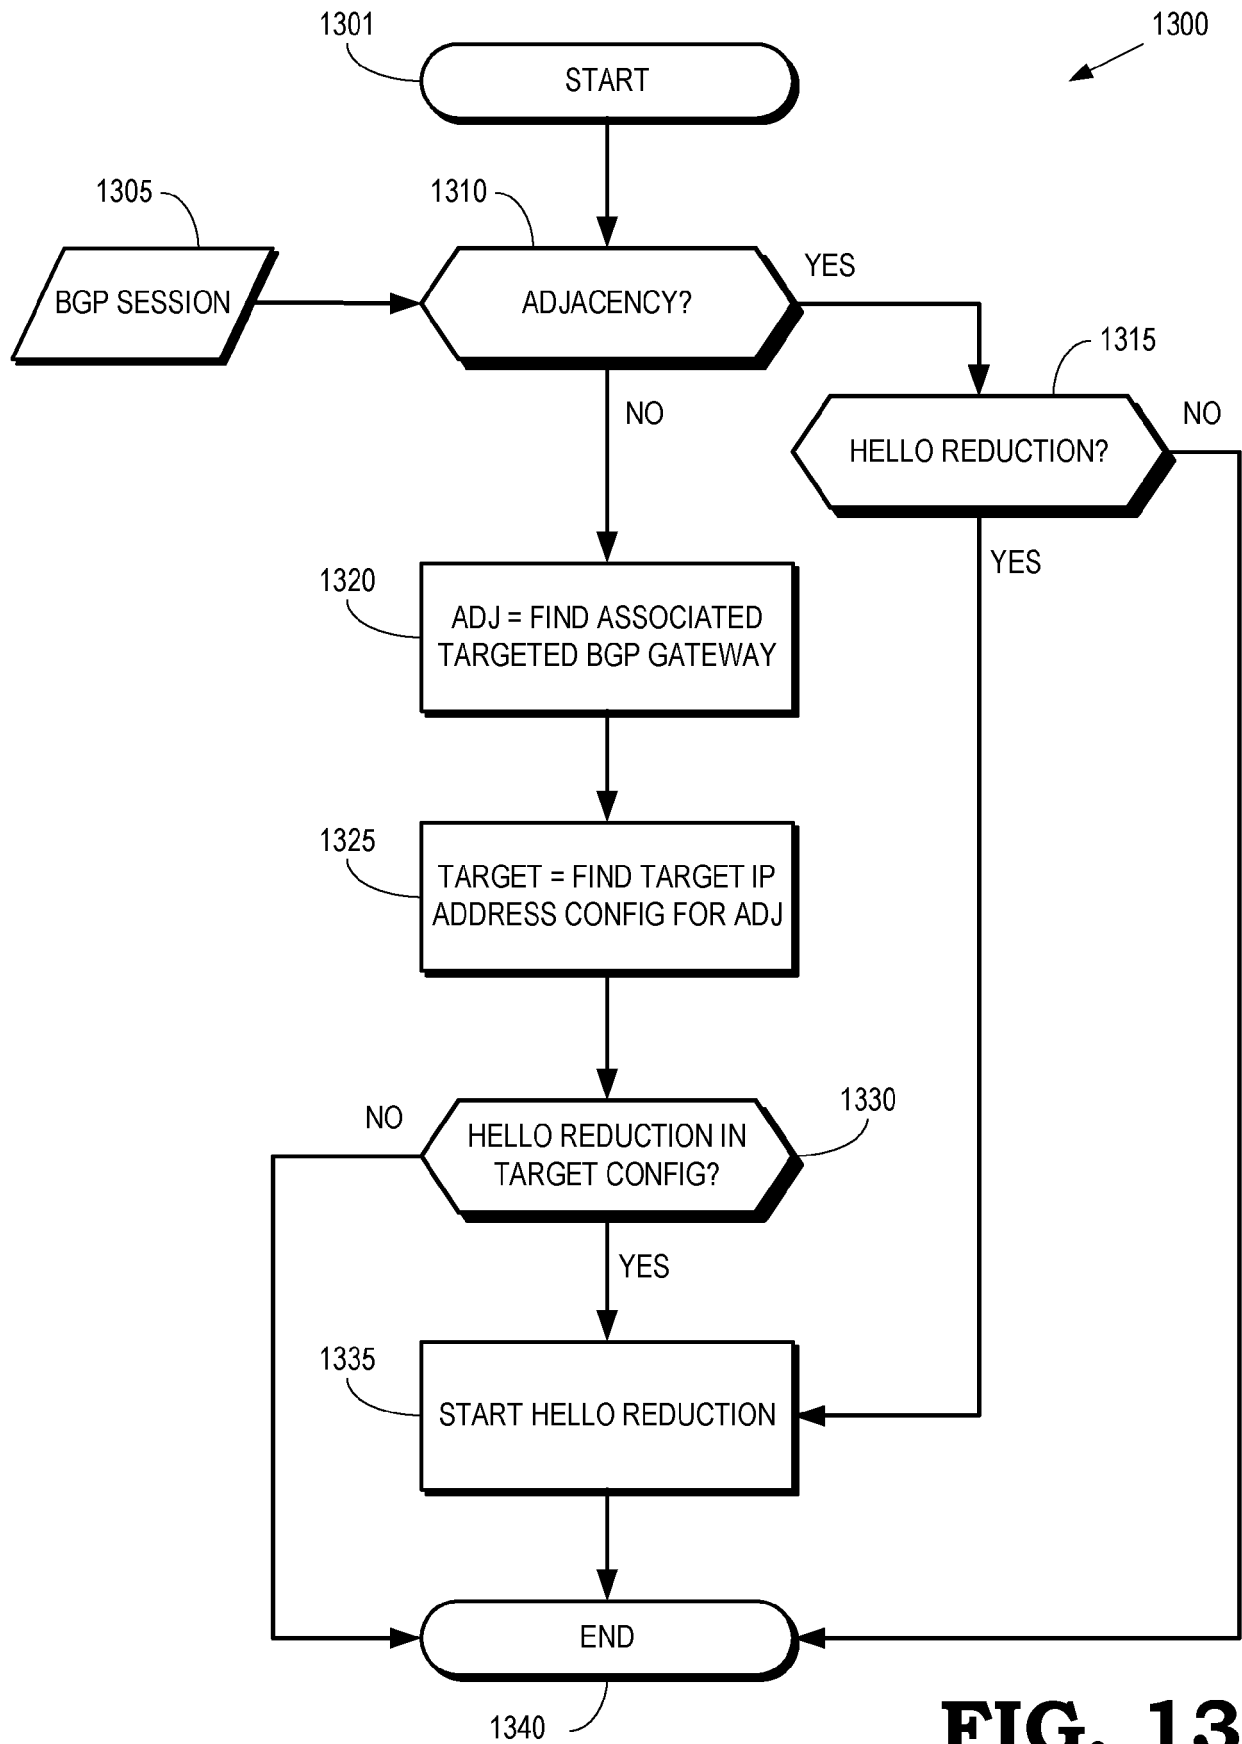 1301
1300
START
1305
1310
YES
BGP SESSION
ADJACENCY?
1315
NO
NO
HELLO REDUCTION?
YES
1320
ADJ = FIND ASSOCIATED
TARGETED BGP GATEWAY
1325
TARGET = FIND TARGET IP
ADDRESS CONFIG FOR ADJ
1330
NO
HELLO REDUCTION IN
TARGET CONFIG?
YES
1335
START HELLO REDUCTION
END
1340
FIG. 13